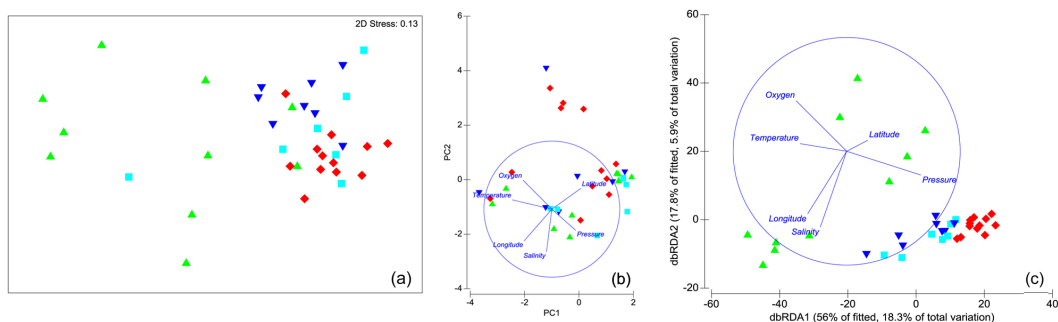 2D Stress: 0.13
(a)
6
4
2
0
-2
-4
-4
-2
0
2
4
PC2
PC1
Oxygen
Latitude
Temperature
Longitude
Pressure
Salinity
(b)
60
40
20
0
-20
-60
-40
-20
0
20
40
dbRDA2 (17.8% of fitted, 5.9% of total variation)
dbRDA1 (56% of fitted, 18.3% of total variation)
Oxygen
Latitude
Temperature
Pressure
Longitude
Salinity
(c)